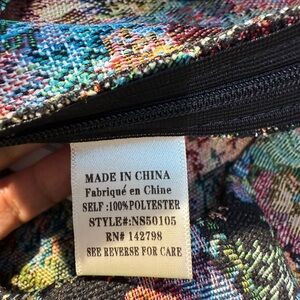 MADE IN CHINA
Fabriqué en Chine
SELF :100%POLYESTER
STYLE#:NS50105
RN# 142798
SEE REVERSE FOR CARE